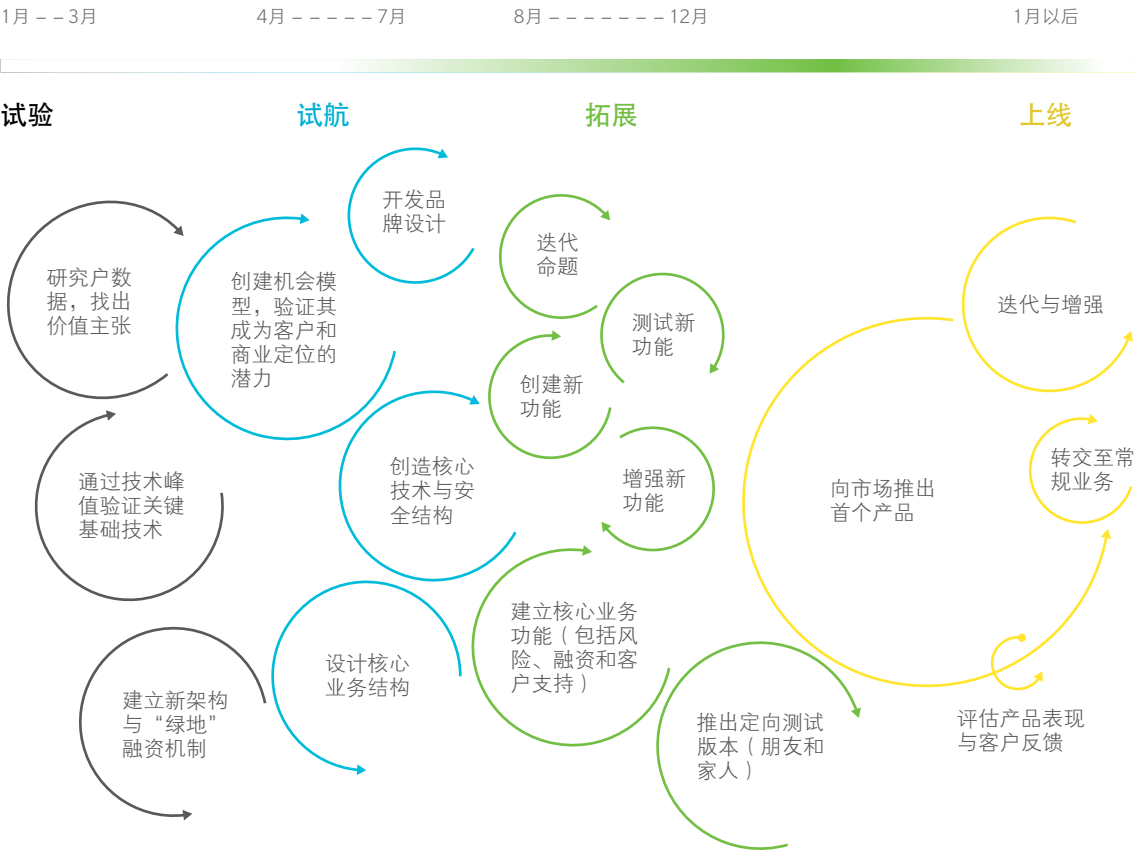 1月 – – 3月
4月 – – – – – – 7月
8月 – – – – – – – 12月
1月以后
试验
试航
拓展
上线
研究户数
据，找出
价值主张
通过技术峰
值验证关键
基础技术
建立新架构
与“绿地”
融资机制
创建机会模
型，验证其
成为客户和
商业定位的
潜力
开发品
牌设计
创造核心
技术与安
全结构
设计核心
业务结构
迭代
命题
测试新
功能
创建新
功能
增强新
功能
建立核心业务
功能（包括风
险、融资和客
户支持）
推出定向测试
版本（朋友和
家人）
向市场推出
首个产品
迭代与增强
转交至常
规业务
评估产品表现
与客户反馈